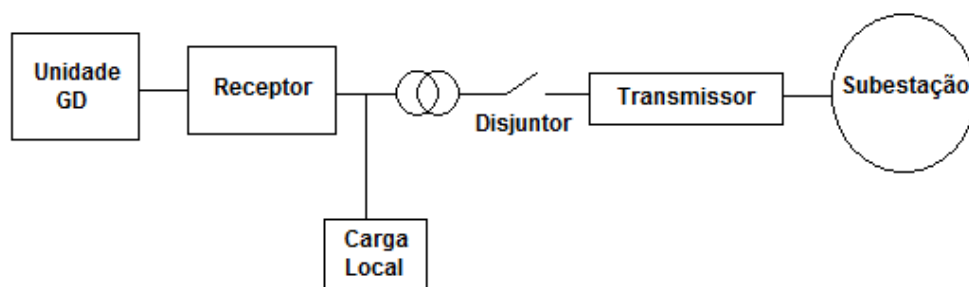 Unidade
GD
Receptor
Disjuntor
Transmissor
Subestação
Carga
Local